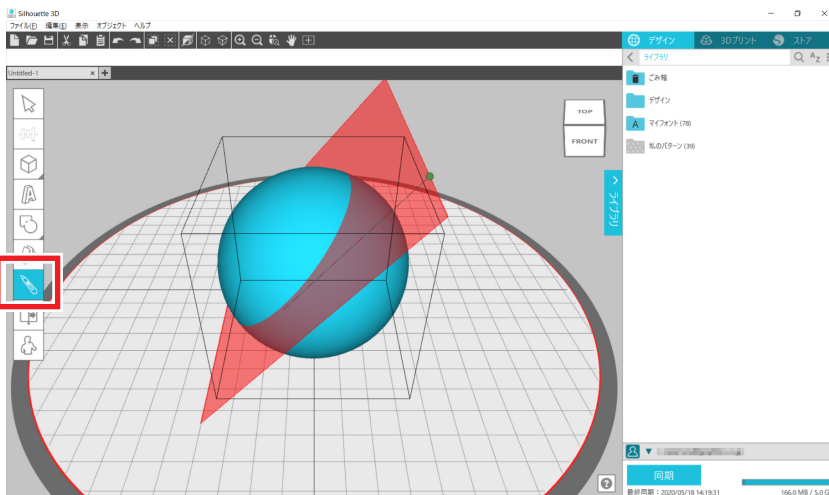 Silhouette 3D
ファイル(F) 編集(E) 表示 オブジェクト ヘルプ
デザイン 3Dプリント ストア
ライブラリ
A Z
Untitled-1 × +
ごみ箱
デザイン
A マイフォント (78)
私のパターン (39)
TOP
FRONT
ライブラリ
同期
最終同期：2020/05/18 14:19:31 166.0 MB / 5.0 G